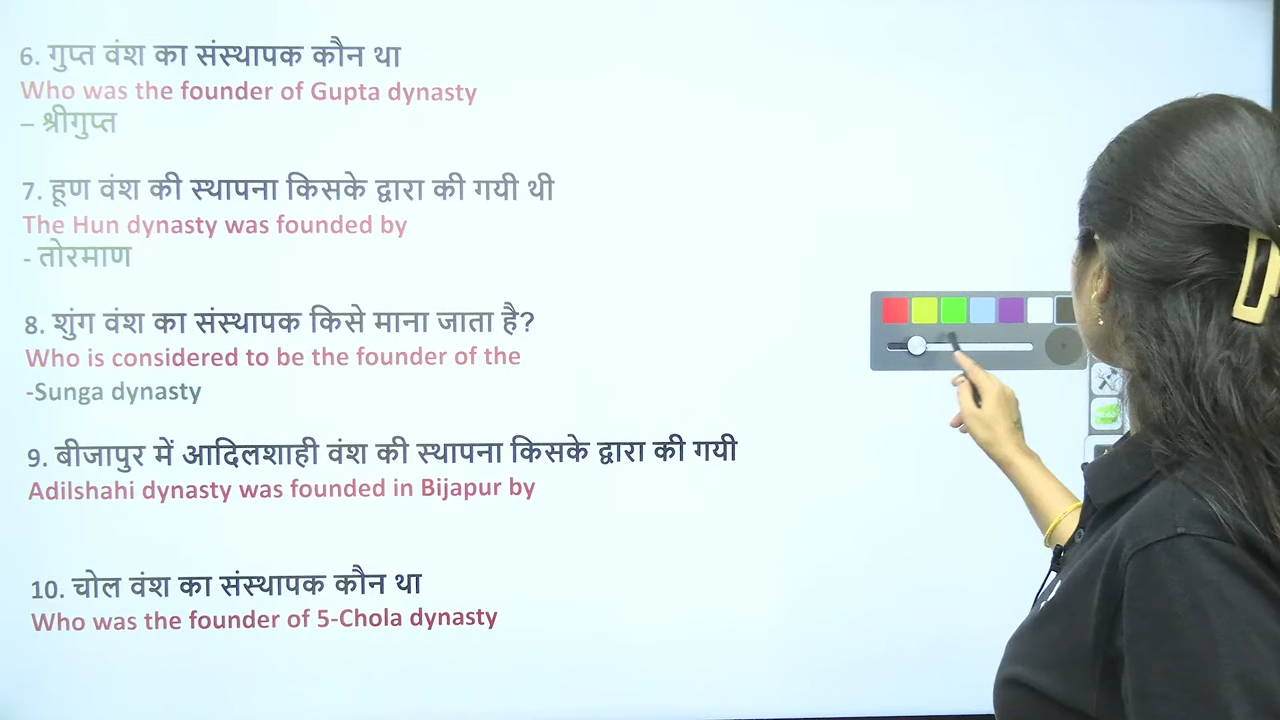 6. गुप्त वंश का संस्थापक कौन था
Who was the founder of Gupta dynasty
– श्रीगुप्त
7. हूण वंश की स्थापना किसके द्वारा की गयी थी
The Hun dynasty was founded by
- तोरमाण
8. शुंग वंश का संस्थापक किसे माना जाता है?
Who is considered to be the founder of the
-Sunga dynasty
9. बीजापुर में आदिलशाही वंश की स्थापना किसके द्वारा की गयी
Adilshahi dynasty was founded in Bijapur by
10. चोल वंश का संस्थापक कौन था
Who was the founder of 5-Chola dynasty